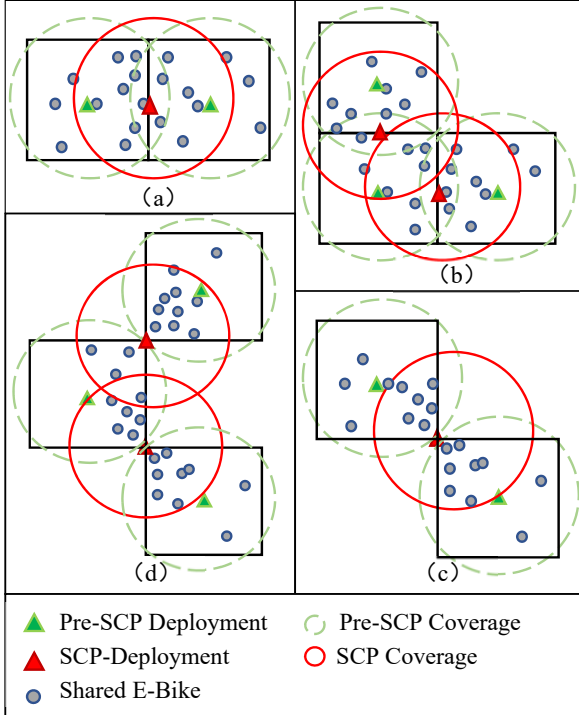 （a）
（b）
（d）
（c）
Pre-SCP Deployment
Pre-SCP Coverage
SCP-Deployment
SCP Coverage
Shared E-Bike